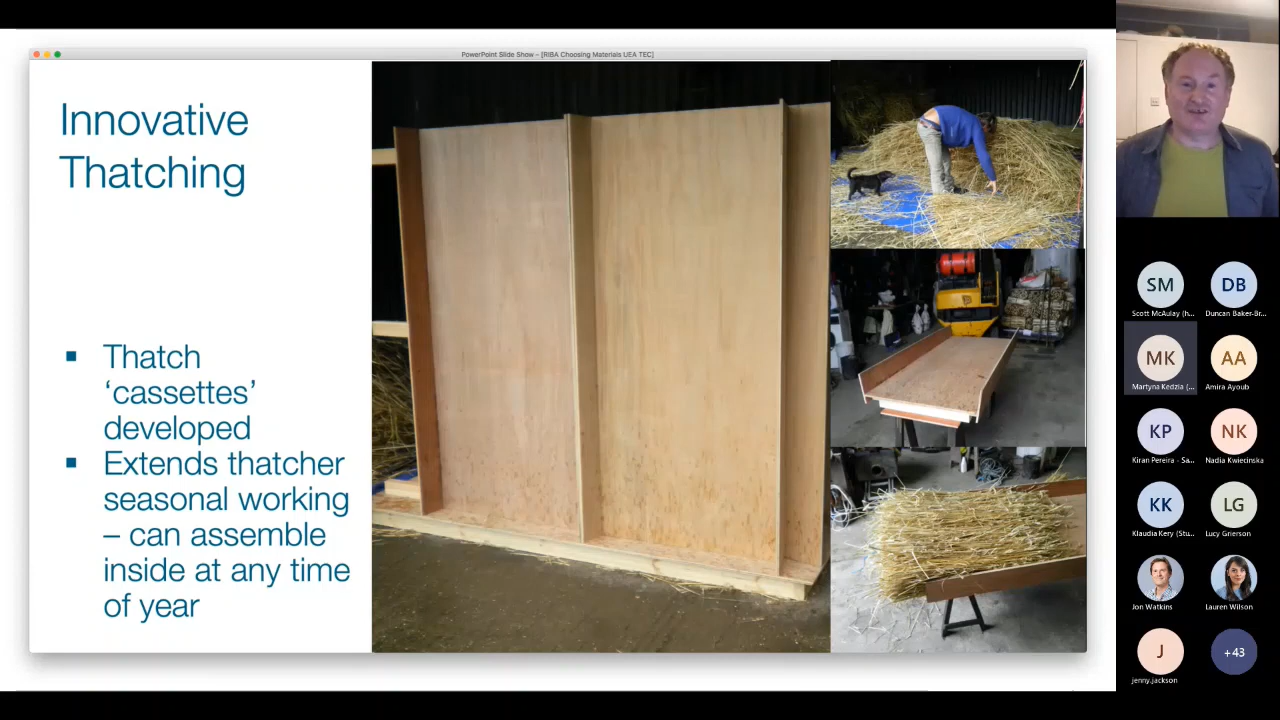 PowerPoint Slide Show - [RIBA Choosing Materials UEA TEC]
Innovative
Thatching
▪ Thatch
‘cassettes’
developed
▪ Extends thatcher
seasonal working
– can assemble
inside at any time
of year
SM
Scott McAulay (h...
DB
Duncan Baker-Br...
MK
Martyna Kedzia (...
AA
Amira Ayoub
KP
Kiran Pereira - Sa...
NK
Nadia Kwiecinska
KK
Klaudia Kery (Stu...
LG
Lucy Grierson
Jon Watkins
Lauren Wilson
J
jenny.jackson
+43